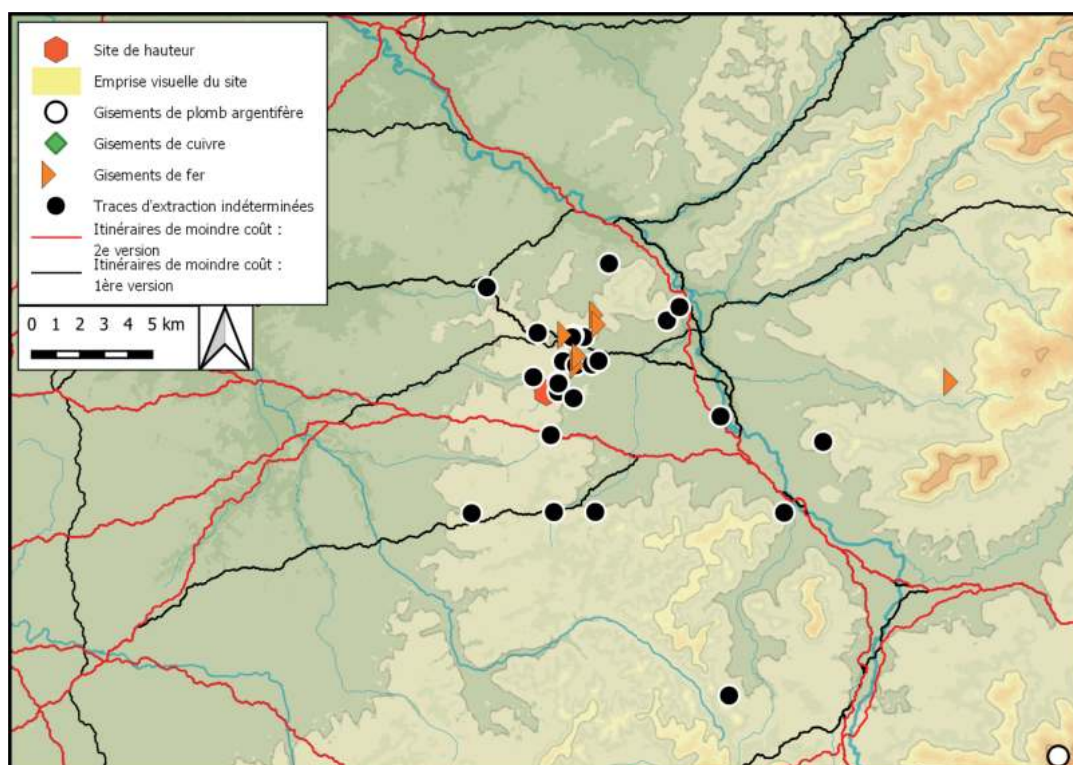 Site de hauteur
Emprise visuelle du site
Gisements de plomb argentifère
Gisements de cuivre
Gisements de fer
Traces d'extraction indéterminées
Itinéraires de moindre coût :
2e version
Itinéraires de moindre coût :
1ère version
0 1 2 3 4 5 km